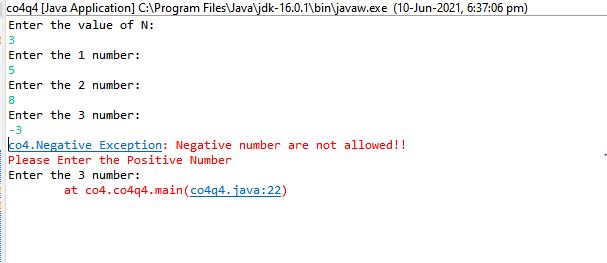 co4q4 [Java Application] C:\Program Files\Java\jdk-16.0.1\bin\javaw.exe (10-Jun-2021, 6:37:06 pm)
Enter the value of N:
3
Enter the 1 number:
5
Enter the 2 number:
8
Enter the 3 number:
-3
co4.Negative Exception: Negative number are not allowed!!
Please Enter the Positive Number
Enter the 3 number:
at co4.co4q4.main(co4q4.java:22)